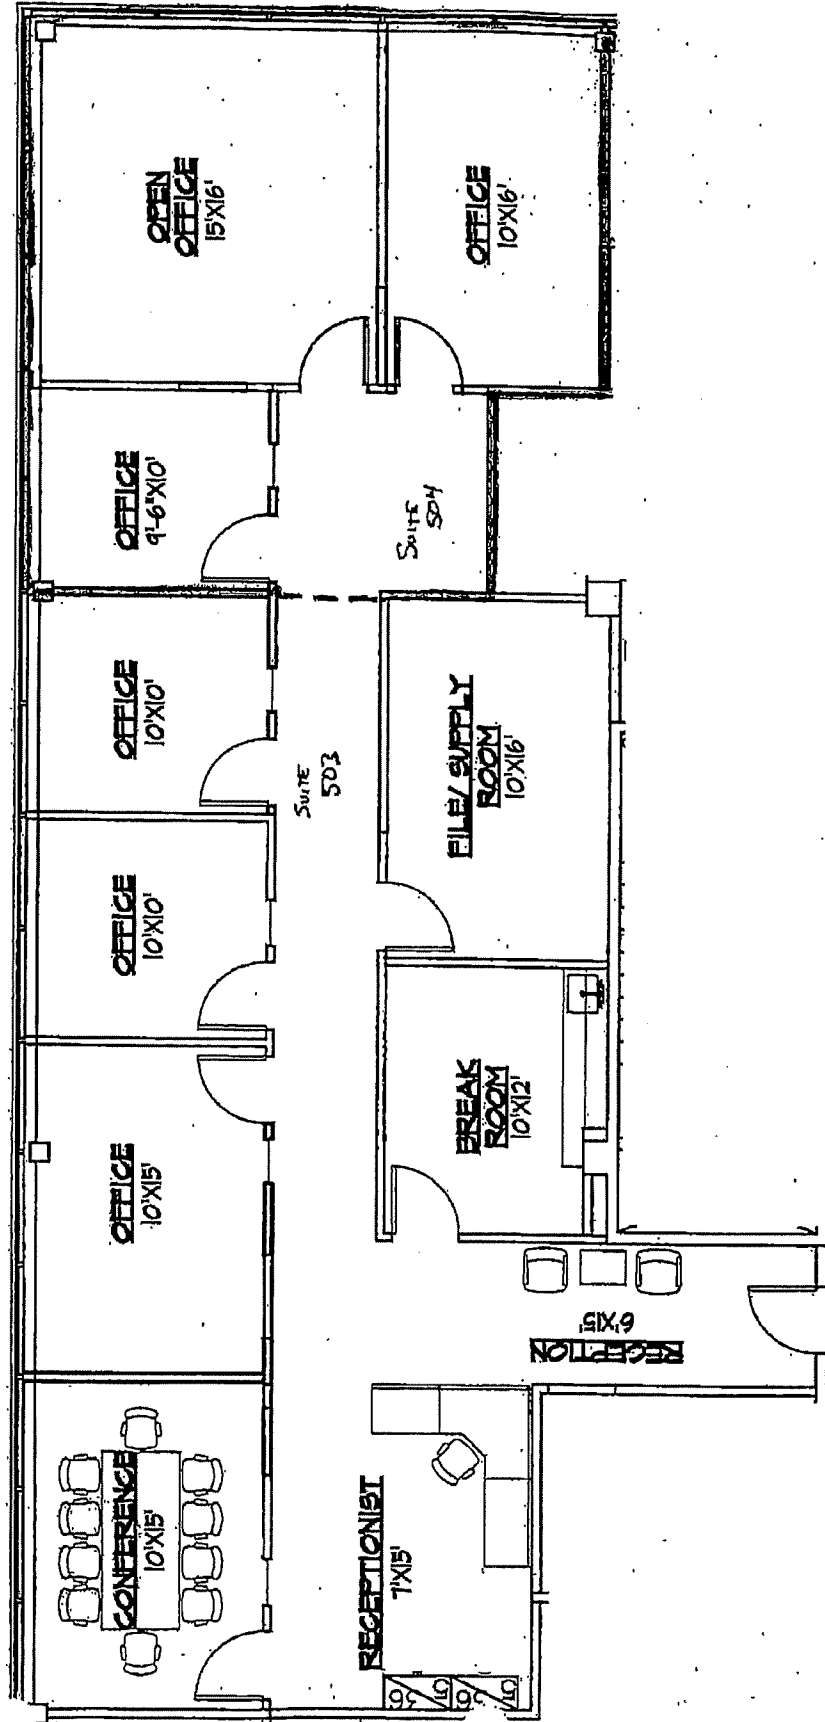 OPEN
OFFICE
15'X16'
OFFICE
10'X16'
OFFICE
9'-6"X10'
SUITE
504
OFFICE
10'X10'
SUITE
503
FILE/ SUPPLY
ROOM
10'X16'
OFFICE
10'X10'
BREAK
ROOM
10'X12'
OFFICE
10'X15'
RECEPTION
6'X15'
CONFERENCE
10'X15'
RECEPTIONIST
7'X15'
36
36